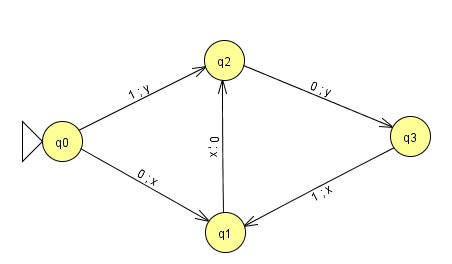 q2
1 ; y
0 ; y
q0
q3
0 ; x
0 ; x
1 ; x
q1